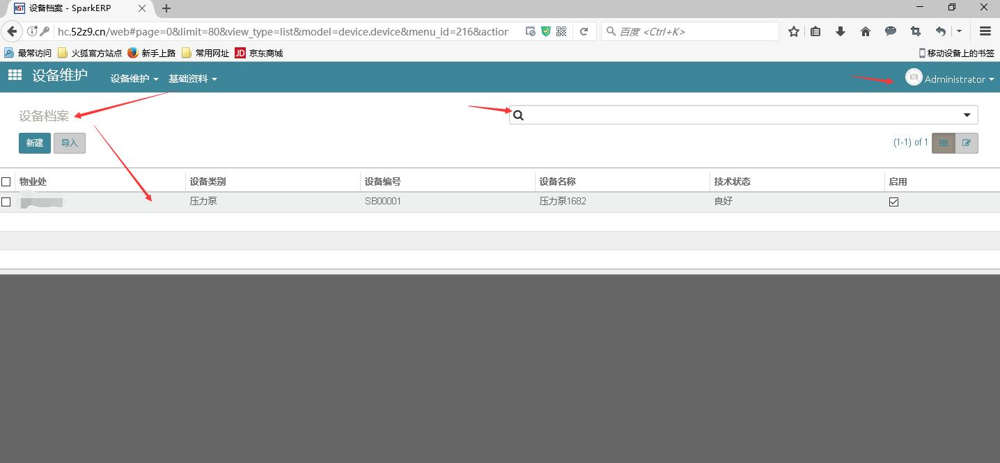 设备档案 - SparkERP
hc.52z9.cn/web#page=0&limit=80&view_type=list&model=device.device&menu_id=216&action
百度 <Ctrl+K>
最常访问 火狐官方站点 新手上路 常用网址 JD 京东商城 移动设备上的书签
设备维护 设备维护 基础资料 Administrator
设备档案
新建 导入 (1-1) of 1
物业处 设备类别 设备编号 设备名称 技术状态 启用
压力泵 SB00001 压力泵1682 良好